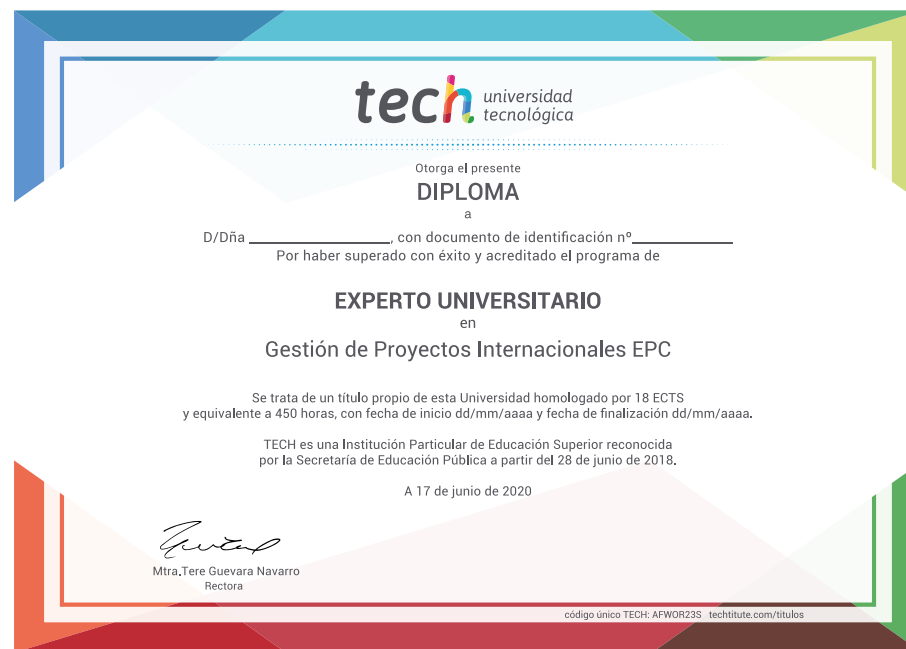 tech universidad
tecnológica
Otorga el presente
DIPLOMA
a
D/Dña ____________________, con documento de identificación nº______________
Por haber superado con éxito y acreditado el programa de
EXPERTO UNIVERSITARIO
en
Gestión de Proyectos Internacionales EPC
Se trata de un título propio de esta Universidad homologado por 18 ECTS
y equivalente a 450 horas, con fecha de inicio dd/mm/aaaa y fecha de finalización dd/mm/aaaa.
TECH es una Institución Particular de Educación Superior reconocida
por la Secretaría de Educación Pública a partir del 28 de junio de 2018.
A 17 de junio de 2020
Mtra.Tere Guevara Navarro
Rectora
código único TECH: AFWOR23S techtitute.com/titulos